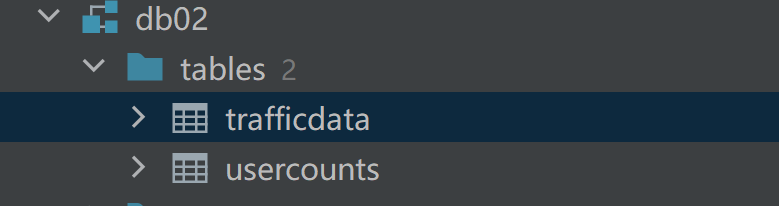 db02
tables 2
trafficdata
usercounts